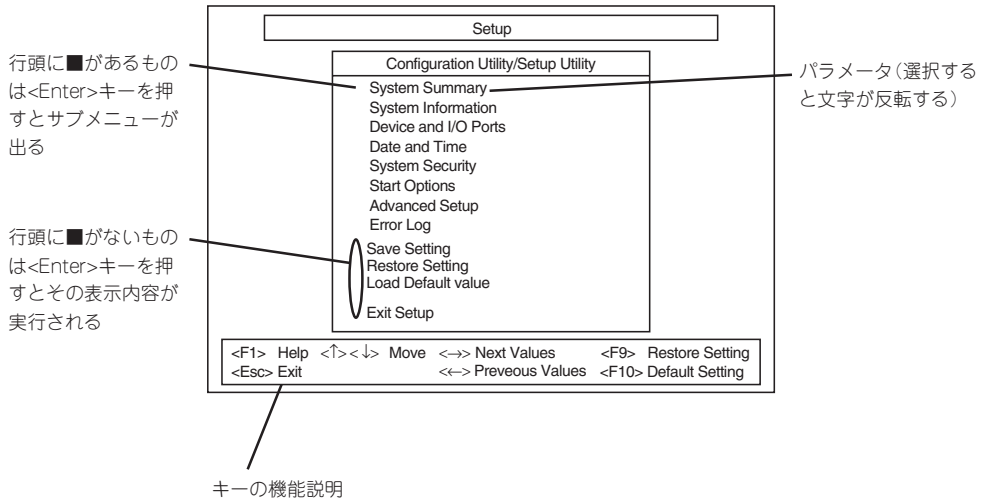 Setup
Configuration Utility/Setup Utility
行頭に■があるもの
は<Enter>キーを押
すとサブメニューが
出る
System Summary
System Information
Device and I/O Ports
Date and Time
System Security
Start Options
Advanced Setup
Error Log
パラメータ(選択する
と文字が反転する)
行頭に■がないもの
は<Enter>キーを押
すとその表示内容が
実行される
Save Setting
Restore Setting
Load Default value
Exit Setup
<F1> Help <↑><↓> Move <→> Next Values <F9> Restore Setting
<Esc> Exit <←> Preveous Values <F10> Default Setting
キーの機能説明